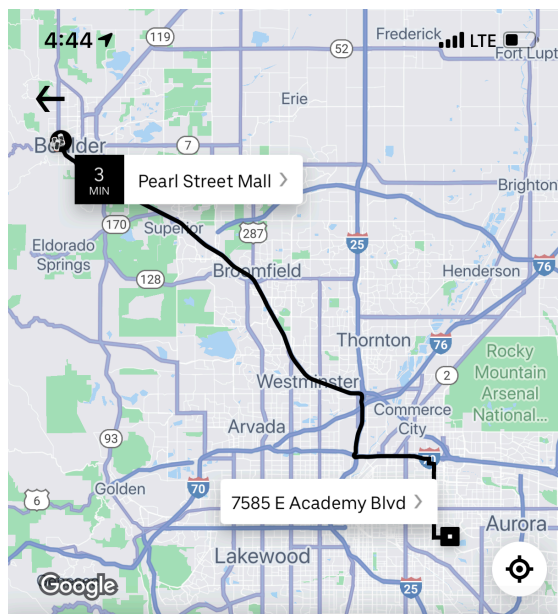 4:44
LTE
119
52
Frederick
Fort Lupt
Erie
Boulder
7
3
MIN
Pearl Street Mall
Brighton
170
Superior
287
25
Eldorado
Springs
128
Broomfield
Henderson
76
Thornton
76
Rocky
Mountain
Arsenal
National...
Westminster
2
Commerce
City
Arvada
93
Golden
70
70
6
7585 E Academy Blvd
Aurora
Lakewood
25
Google